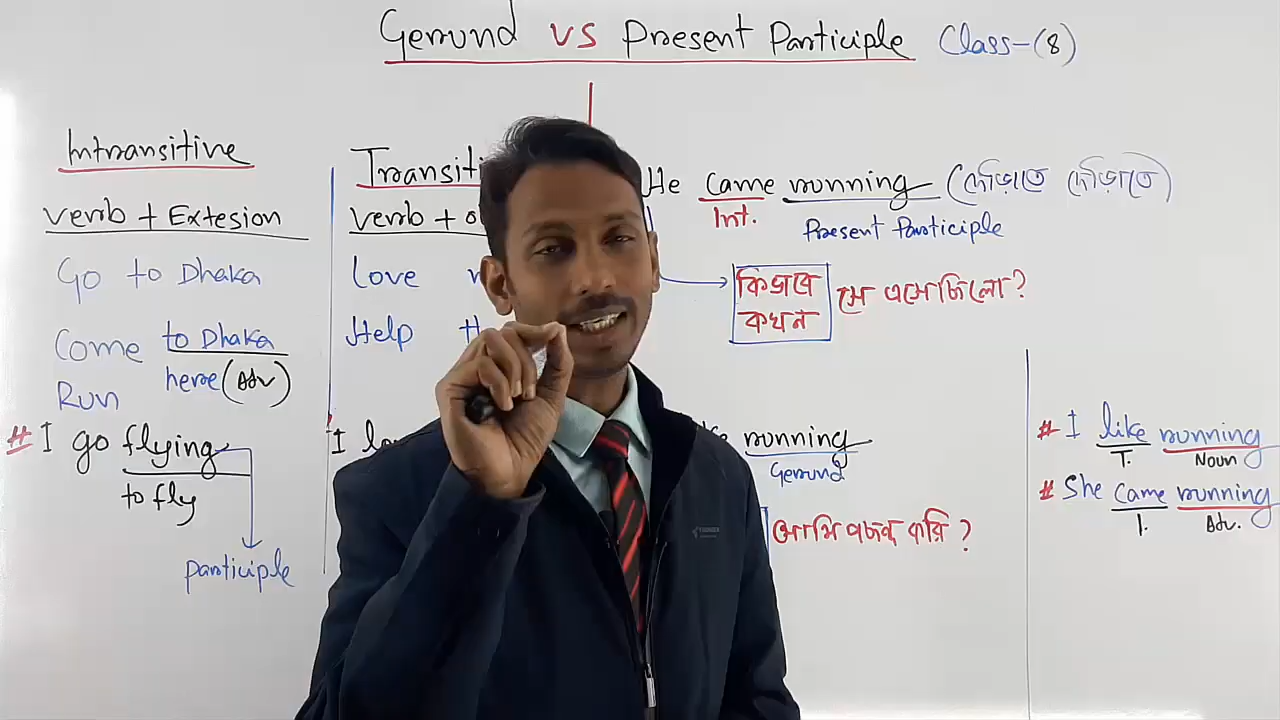 Gerund vs Present Participle Class-(8)
Intransitive
verb + Extesion
Go to Dhaka
Come to Dhaka
here (Adv)
Run
# I go flying
to fly
participle
verb +
Love
Help
I
He came running (দৌড়াতে দৌড়াতে)
Int. Present Participle
কিভাবে
কখন
সে এসেছিলো?
running
Gerund
আমি পছন্দ করি ?
# I like running
T. Noun
# She came running
I. Adv.